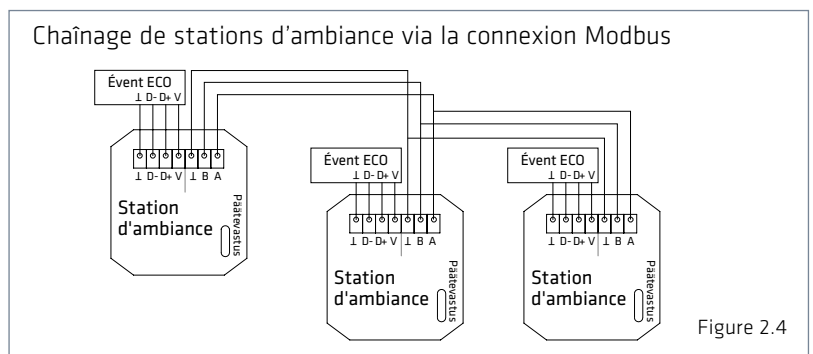 Chaînage de stations d’ambiance via la connexion Modbus
Évent ECO
⊥ D- D+ V
⊥ D- D+ V ⊥ B A
Station
d'ambiance
Päätevastus
Évent ECO
⊥ D- D+ V
⊥ D- D+ V ⊥ B A
Station
d'ambiance
Päätevastus
Évent ECO
⊥ D- D+ V
⊥ D- D+ V ⊥ B A
Station
d'ambiance
Päätevastus
Figure 2.4